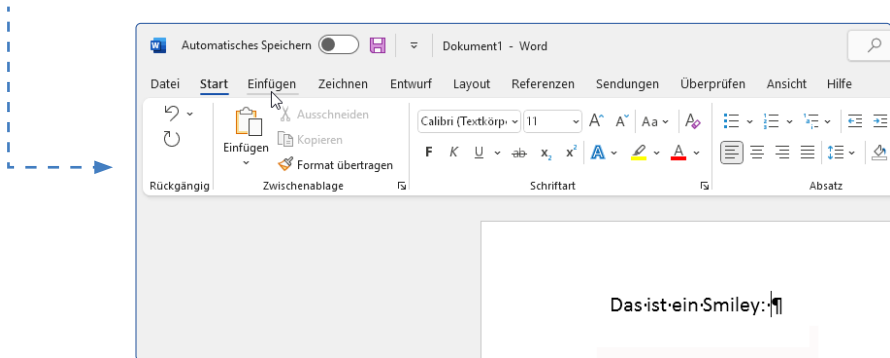 Automatisches Speichern Dokument1 - Word
Datei Start Einfügen Zeichnen Entwurf Layout Referenzen Sendungen Überprüfen Ansicht Hilfe
Einfügen
Ausschneiden
Kopieren
Format übertragen
Calibri (Textkörp 11 A A Aa A
F K U ab x₂ x² A A
Rückgängig Zwischenablage Schriftart Absatz
Das·ist·ein·Smiley:·¶